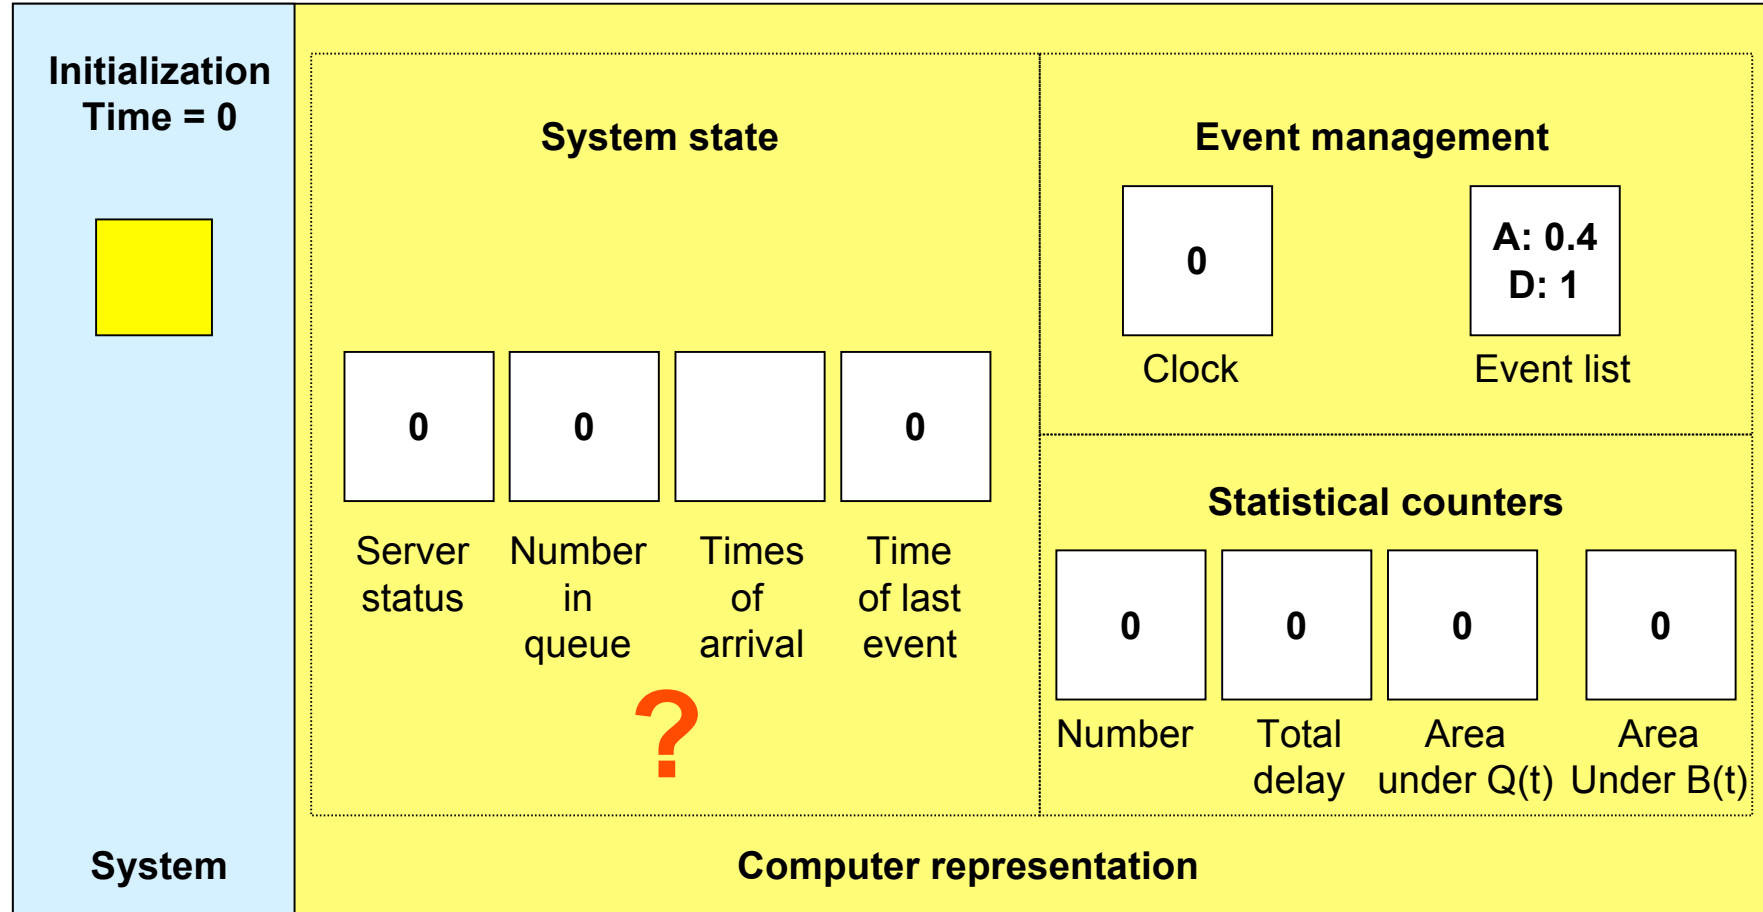 Initialization
Time = 0
System
System state
0
0
0
Server
status
Number
in
queue
Times
of
arrival
Time
of last
event
?
Event management
0
Clock
A: 0.4
D: 1
Event list
Statistical counters
0
0
0
0
Number
Total
delay
Area
under Q(t)
Area
Under B(t)
Computer representation